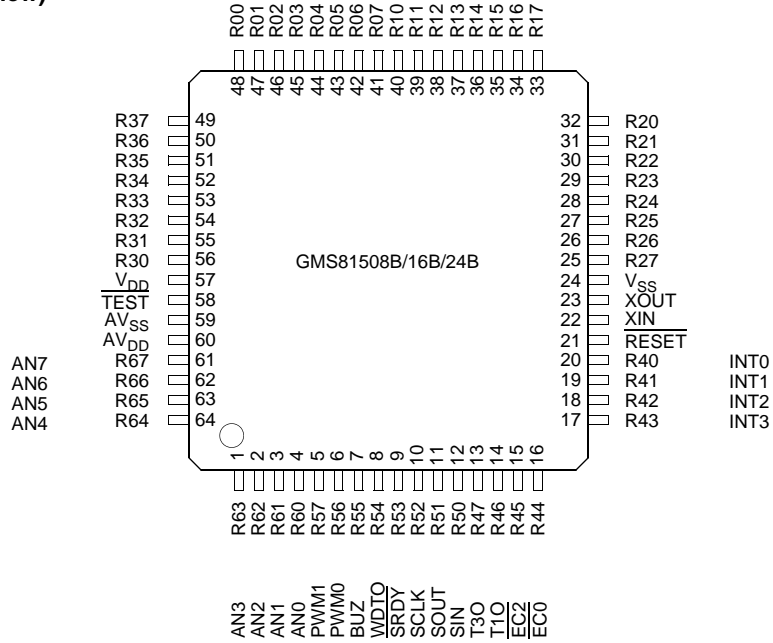 R00 R01 R02 R03 R04 R05 R06 R07 R10 R11 R12 R13 R14 R15 R16 R17
48 47 46 45 44 43 42 41 40 39 38 37 36 35 34 33
R37 49 32 R20
R36 50 31 R21
R35 51 30 R22
R34 52 29 R23
R33 53 28 R24
R32 54 27 R25
R31 55 26 R26
R30 56 GMS81508B/16B/24B 25 R27
VDD 57 24 VSS
TEST 58 23 XOUT
AVSS 59 22 XIN
AVDD 60 21 RESET
AN7 R67 61 20 R40 INT0
AN6 R66 62 19 R41 INT1
AN5 R65 63 18 R42 INT2
AN4 R64 64 17 R43 INT3
1 2 3 4 5 6 7 8 9 10 11 12 13 14 15 16
R63 R62 R61 R60 R57 R56 R55 R54 R53 R52 R51 R50 R47 R46 R45 R44
AN3 AN2 AN1 AN0 PWM1 PWM0 BUZ WDTO SRDY SCLK SOUT SIN T3O T1O EC2 EC0